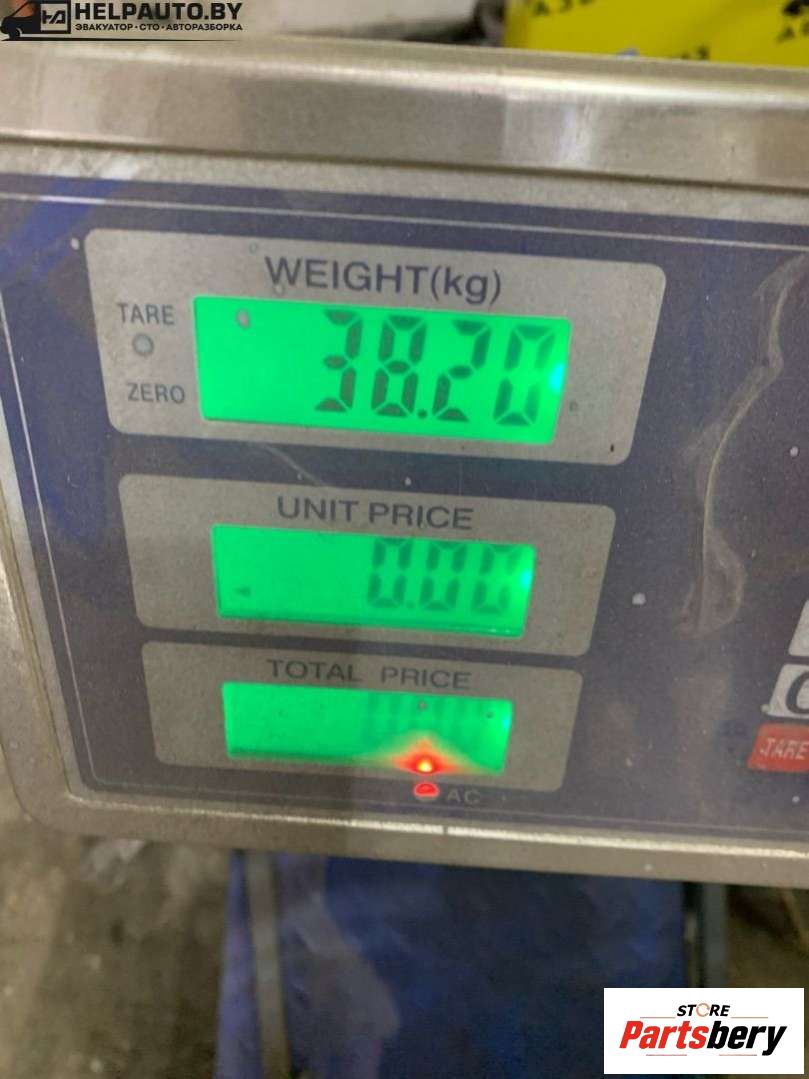 HELPAUTO.BY
ЭВАКУАТОР·СТО·АВТОРАЗБОРКА
WEIGHT(kg)
TARE
38.20
ZERO
UNIT PRICE
0.00
TOTAL PRICE
AC
TARE
STORE
Partsbery